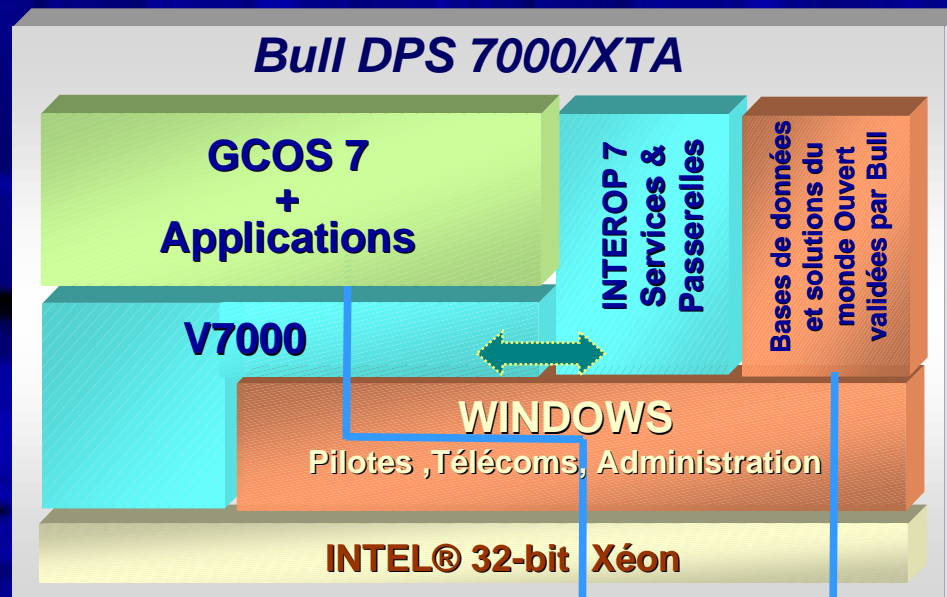 Bull DPS 7000/XTA
GCOS 7
+
Applications
INTEROP 7
Services &
Passerelles
Bases de données
et solutions du
monde Ouvert
validées par Bull
V7000
WINDOWS
Pilotes ,Télécoms, Administration
INTEL® 32-bit Xéon